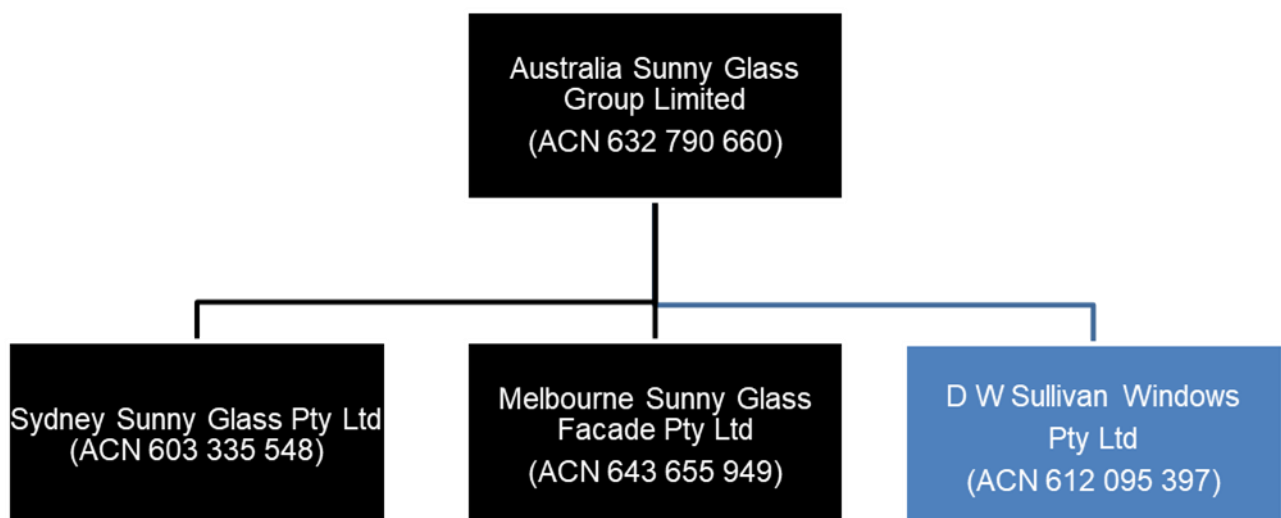 Australia Sunny Glass
Group Limited
(ACN 632 790 660)
Sydney Sunny Glass Pty Ltd
(ACN 603 335 548)
Melbourne Sunny Glass
Facade Pty Ltd
(ACN 643 655 949)
D W Sullivan Windows
Pty Ltd
(ACN 612 095 397)